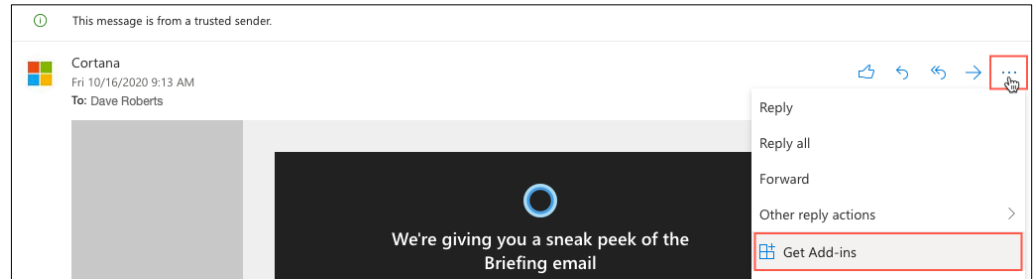 This message is from a trusted sender.
Cortana
Fri 10/16/2020 9:13 AM
To: Dave Roberts
Reply
Reply all
Forward
Other reply actions
Get Add-ins
We're giving you a sneak peek of the
Briefing email